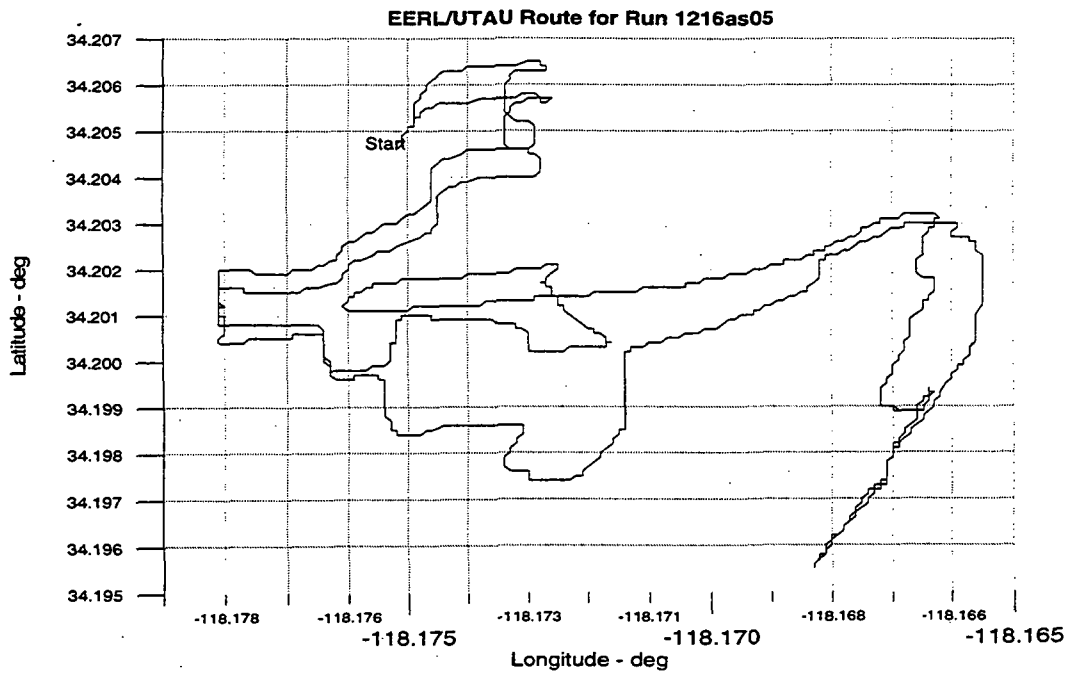 EERL/UTAU Route for Run 1216as05
34.207
34.206
34.205
Start
34.204
34.203
34.202
34.201
34.200
34.199
34.198
34.197
34.196
34.195
Latitude - deg
-118.178 -118.176 -118.173 -118.171 -118.168 -118.166
-118.175 -118.170 -118.165
Longitude - deg